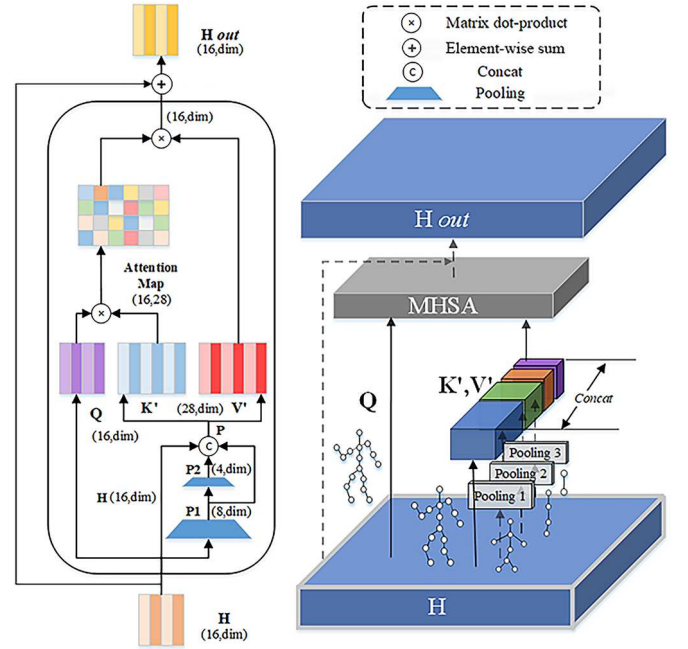 H out
(16,dim)
× Matrix dot-product
+ Element-wise sum
C Concat
Pooling
+
(16,dim)
×
Attention
Map
(16,28)
×
Q
(16,dim)
K'
(28,dim)
V'
P
C
P2
(4,dim)
H(16,dim)
P1
(8,dim)
H
(16,dim)
H out
MHSA
Q
K',V'
Concat
Pooling 3
Pooling 2
Pooling 1
H